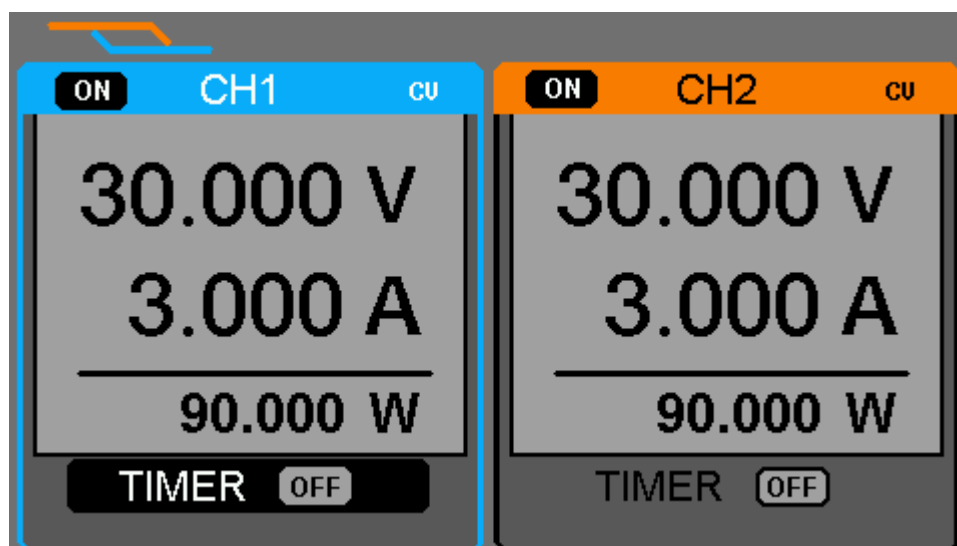 ON CH1 CV
30.000 V
3.000 A
90.000 W
TIMER OFF
ON CH2 CV
30.000 V
3.000 A
90.000 W
TIMER OFF